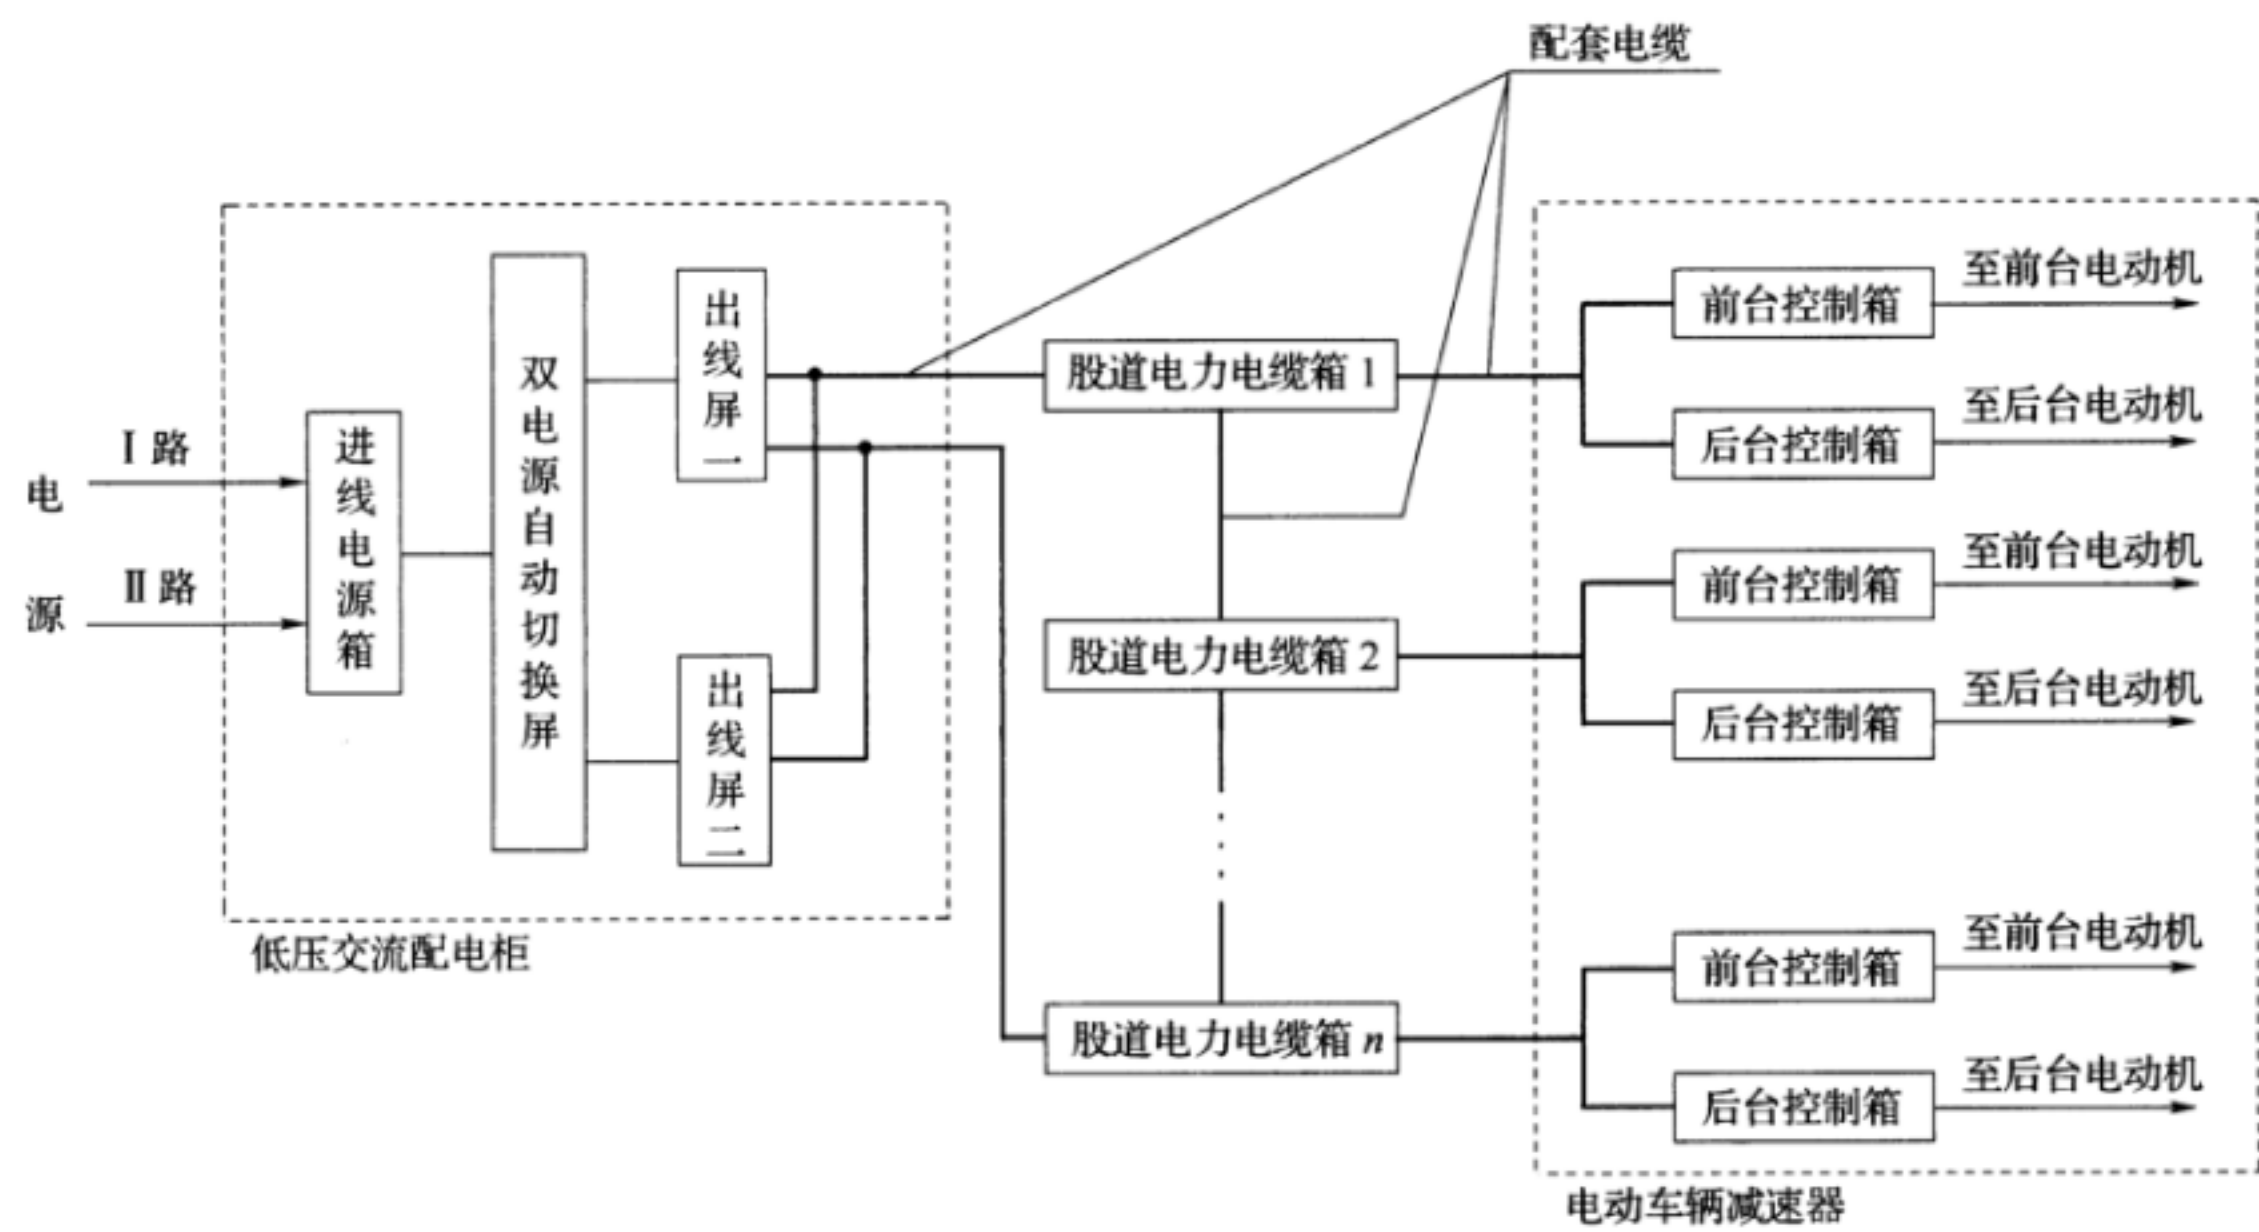 配套电缆
电源
Ⅰ路
Ⅱ路
进线电源箱
双电源自动切换屏
出线屏一
出线屏二
低压交流配电柜
股道电力电缆箱 1
股道电力电缆箱 2
股道电力电缆箱 n
前台控制箱
至前台电动机
后台控制箱
至后台电动机
前台控制箱
至前台电动机
后台控制箱
至后台电动机
前台控制箱
至前台电动机
后台控制箱
至后台电动机
电动车辆减速器